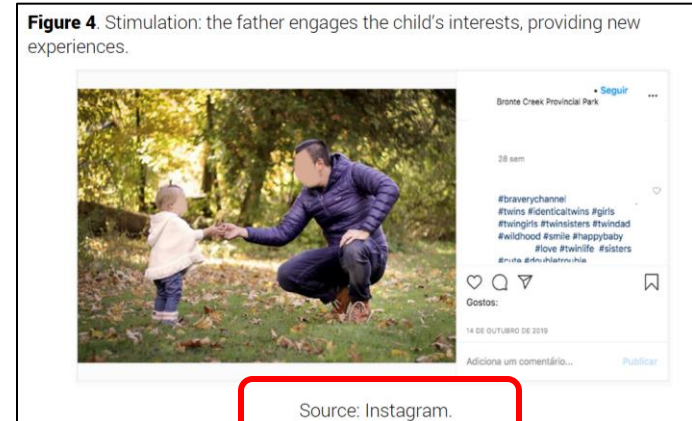 Figure 4. Stimulation: the father engages the child's interests, providing new
experiences.
• Seguir
Bronte Creek Provincial Park
...
28 sem
#braverychannel
#twins #identicaltwins #girls
#twingirls #twinsisters #twindad
#wildhood #smile #happybaby
#love #twinlife #sisters
#cute #doubletrouble
Gostos:
14 DE OUTUBRO DE 2019
Adiciona um comentário...
Publicar
Source: Instagram.